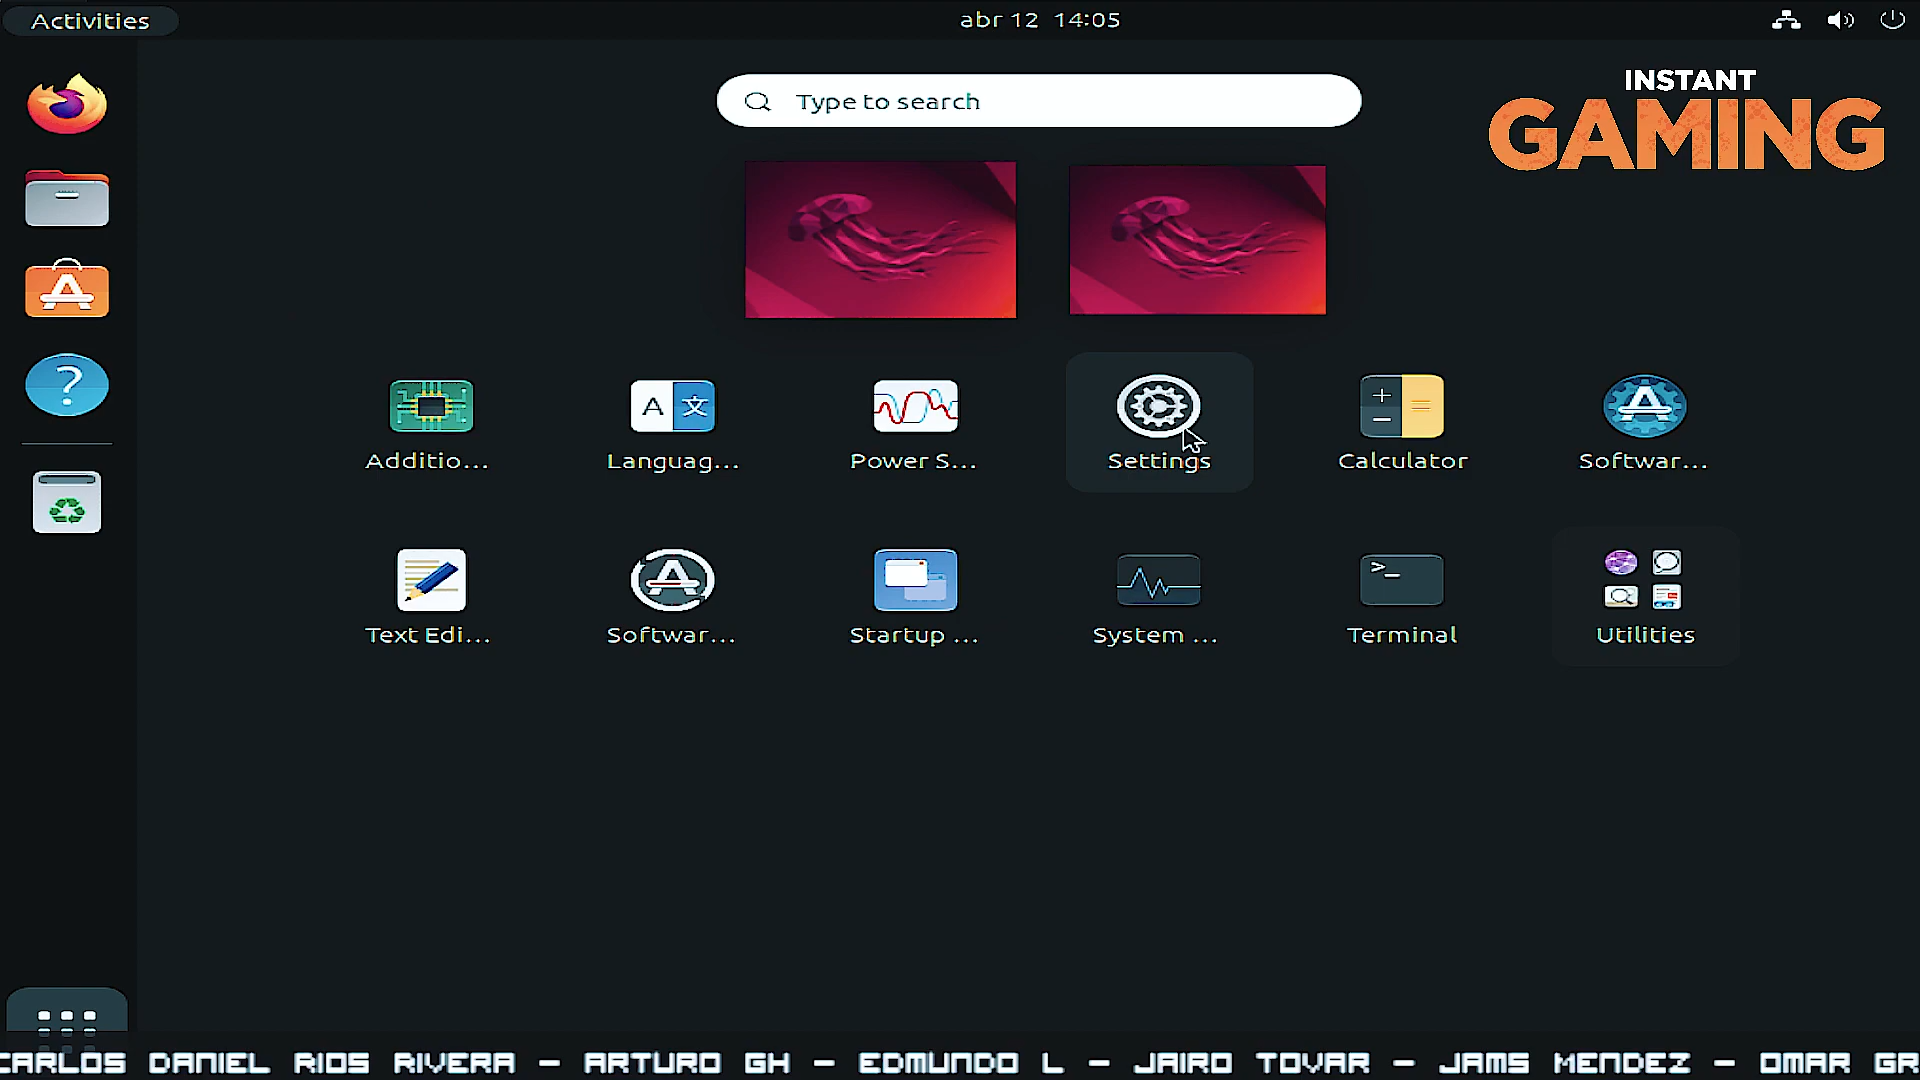 Activities
abr 12 14:05
Type to search
INSTANT
GAMING
Additio...
Languag...
Power S...
Settings
Calculator
Softwar...
Text Edi...
Softwar...
Startup ...
System ...
Terminal
Utilities
CARLOS DANIEL RIOS RIVERA - ARTURO GH - EDMUNDO L - JAIRO TOVAR - JAMS MENDEZ - OMAR GR